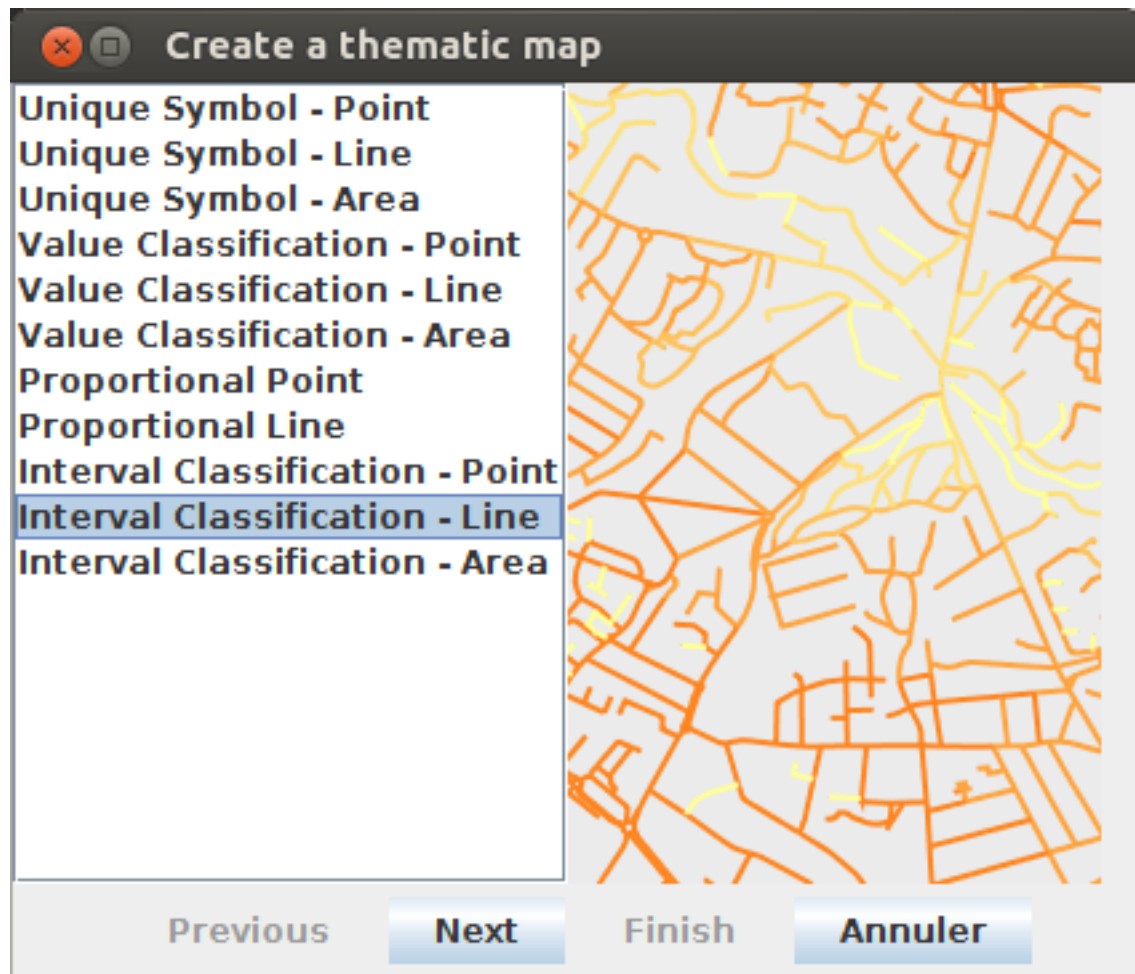 Create a thematic map
Unique Symbol - Point
Unique Symbol - Line
Unique Symbol - Area
Value Classification - Point
Value Classification - Line
Value Classification - Area
Proportional Point
Proportional Line
Interval Classification - Point
Interval Classification - Line
Interval Classification - Area
Previous Next Finish Annuler